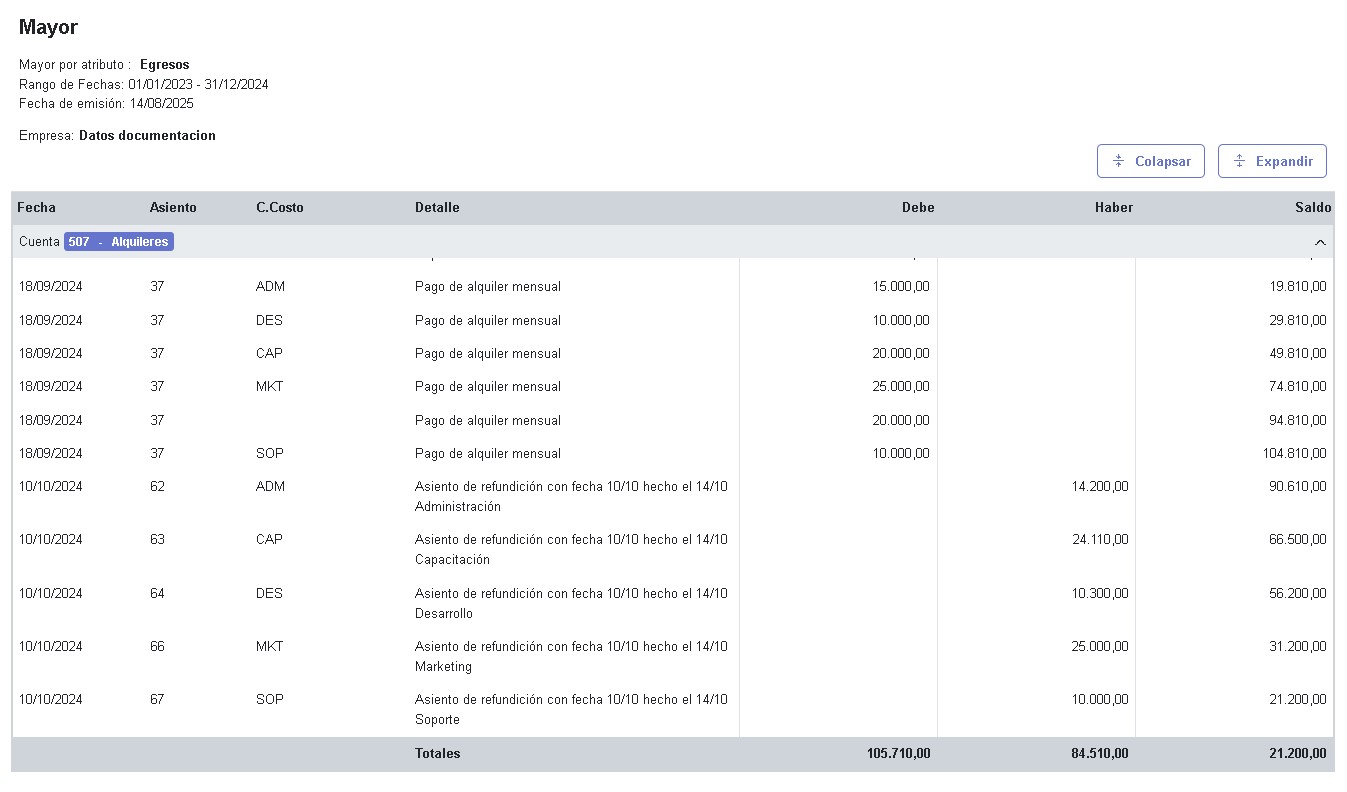 Mayor
Mayor por atributo : Egresos
Rango de Fechas: 01/01/2023 - 31/12/2024
Fecha de emisión: 14/08/2025
Empresa: Datos documentacion
Colapsar Expandir
Fecha Asiento C.Costo Detalle Debe Haber Saldo
Cuenta 507 - Alquileres
18/09/2024 37 ADM Pago de alquiler mensual 15.000,00 19.810,00
18/09/2024 37 DES Pago de alquiler mensual 10.000,00 29.810,00
18/09/2024 37 CAP Pago de alquiler mensual 20.000,00 49.810,00
18/09/2024 37 MKT Pago de alquiler mensual 25.000,00 74.810,00
18/09/2024 37 Pago de alquiler mensual 20.000,00 94.810,00
18/09/2024 37 SOP Pago de alquiler mensual 10.000,00 104.810,00
10/10/2024 62 ADM Asiento de refundición con fecha 10/10 hecho el 14/10 14.200,00 90.610,00
Administración
10/10/2024 63 CAP Asiento de refundición con fecha 10/10 hecho el 14/10 24.110,00 66.500,00
Capacitación
10/10/2024 64 DES Asiento de refundición con fecha 10/10 hecho el 14/10 10.300,00 56.200,00
Desarrollo
10/10/2024 66 MKT Asiento de refundición con fecha 10/10 hecho el 14/10 25.000,00 31.200,00
Marketing
10/10/2024 67 SOP Asiento de refundición con fecha 10/10 hecho el 14/10 10.000,00 21.200,00
Soporte
Totales 105.710,00 84.510,00 21.200,00